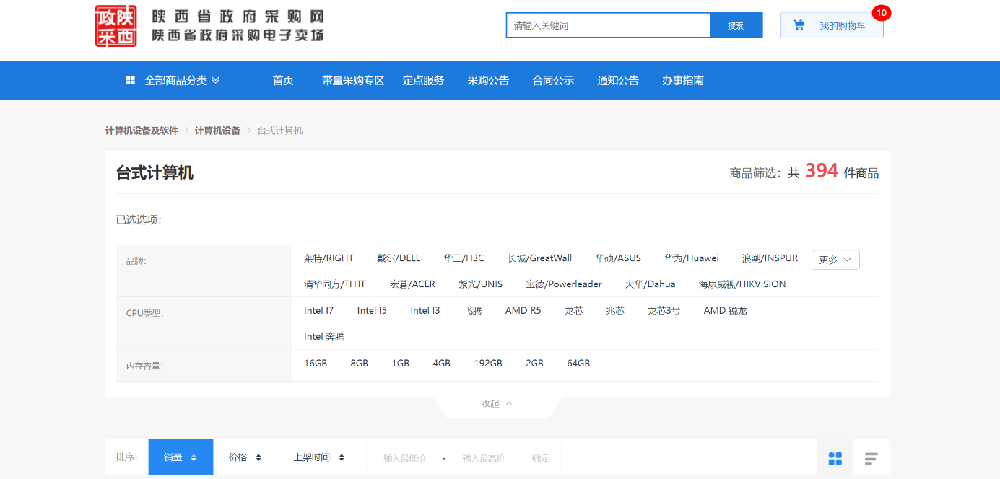 政陕
采西
陕西省政府采购网
陕西省政府采购电子卖场
请输入关键词 搜索 我的购物车 10
全部商品分类 首页 带量采购专区 定点服务 采购公告 合同公示 通知公告 办事指南
计算机设备及软件 > 计算机设备 > 台式计算机
台式计算机 商品筛选：共 394 件商品
已选选项：
品牌： 莱特/RIGHT 戴尔/DELL 华三/H3C 长城/GreatWall 华硕/ASUS 华为/Huawei 浪潮/INSPUR 更多
清华同方/THTF 宏碁/ACER 紫光/UNIS 宝德/Powerleader 大华/Dahua 海康威视/HIKVISION
CPU类型： Intel I7 Intel I5 Intel I3 飞腾 AMD R5 龙芯 兆芯 龙芯3号 AMD 锐龙
Intel 奔腾
内存容量： 16GB 8GB 1GB 4GB 192GB 2GB 64GB
收起
排序： 销量 价格 上架时间 输入最低价 - 输入最高价 确定